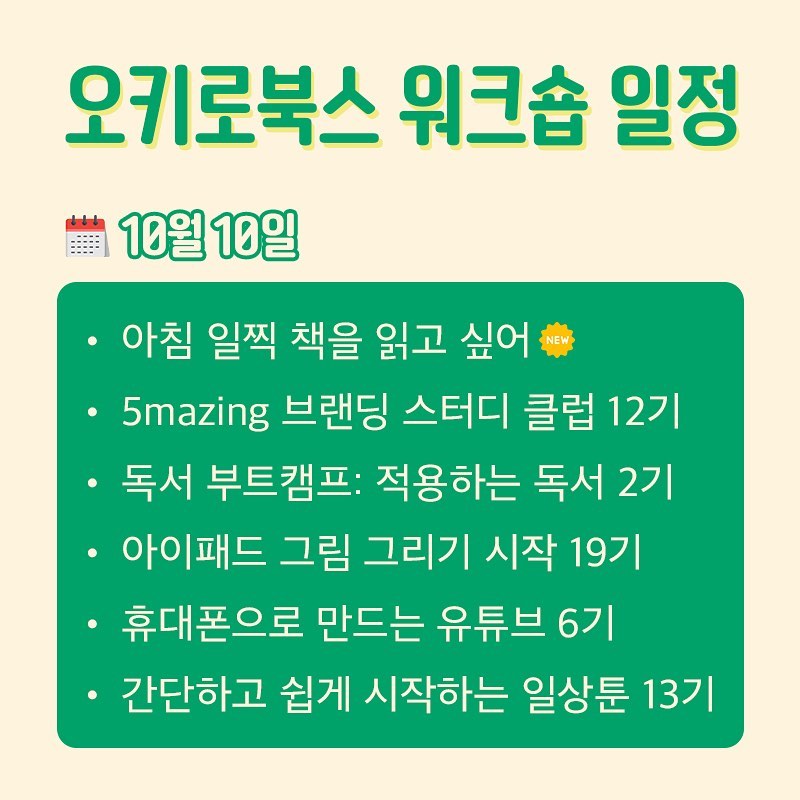 오키로북스 워크숍 일정
10월 10일
• 아침 일찍 책을 읽고 싶어 NEW
• 5mazing 브랜딩 스터디 클럽 12기
• 독서 부트캠프: 적용하는 독서 2기
• 아이패드 그림 그리기 시작 19기
• 휴대폰으로 만드는 유튜브 6기
• 간단하고 쉽게 시작하는 일상툰 13기